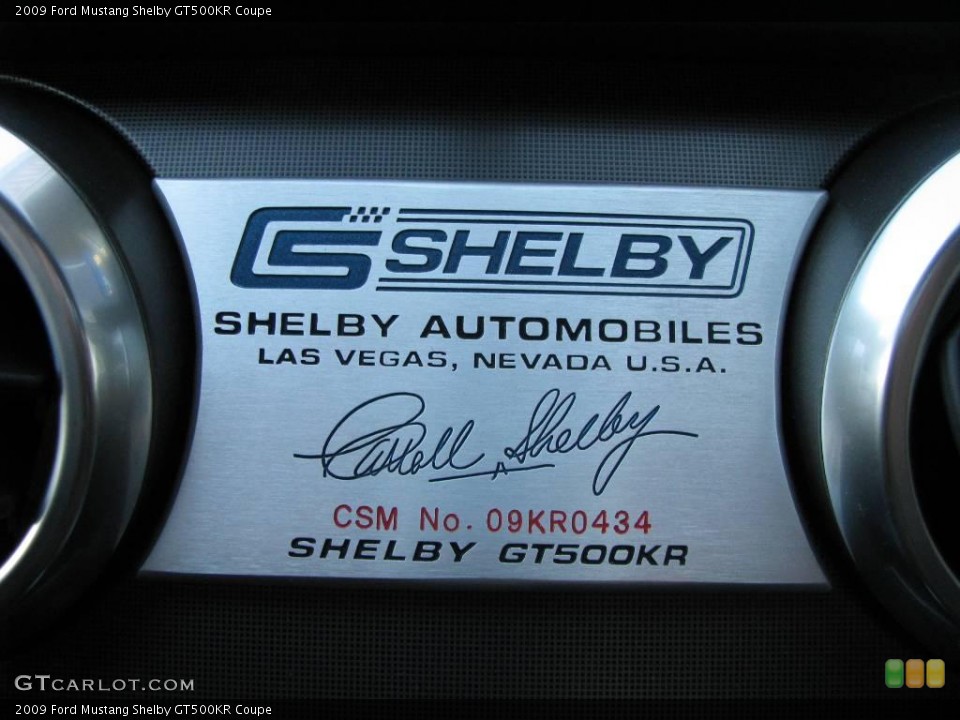 2009 Ford Mustang Shelby GT500KR Coupe
CS SHELBY
SHELBY AUTOMOBILES
LAS VEGAS, NEVADA U.S.A.
Carroll Shelby
CSM No. 09KR0434
SHELBY GT500KR
GTCARLOT.COM
2009 Ford Mustang Shelby GT500KR Coupe